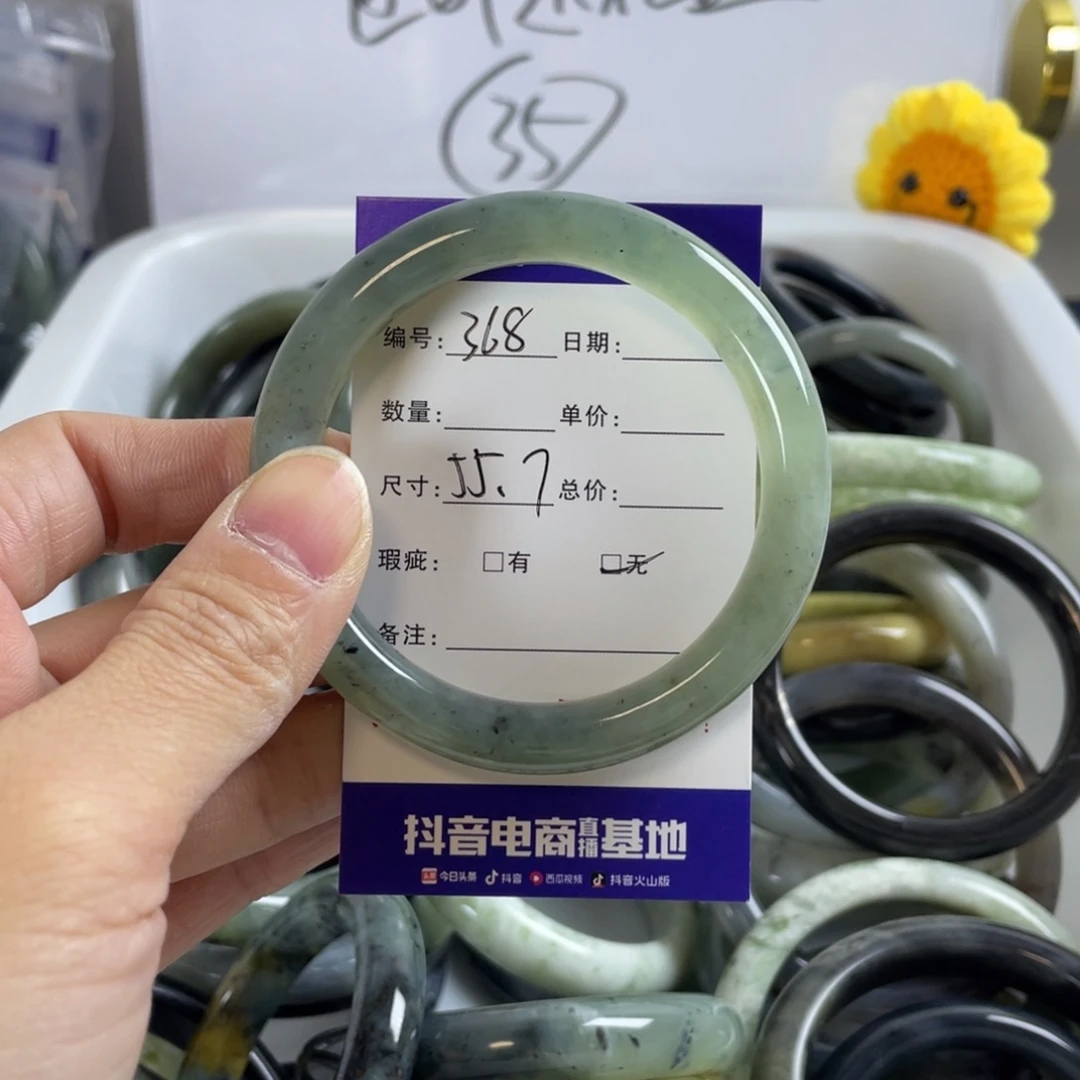 35
编号: 368 日期:
数量: 单价:
尺寸: 55.7 总价:
瑕疵: □有 □无
备注:
抖音电商直播基地
头条 今日头条 抖音 西瓜视频 抖音火山版